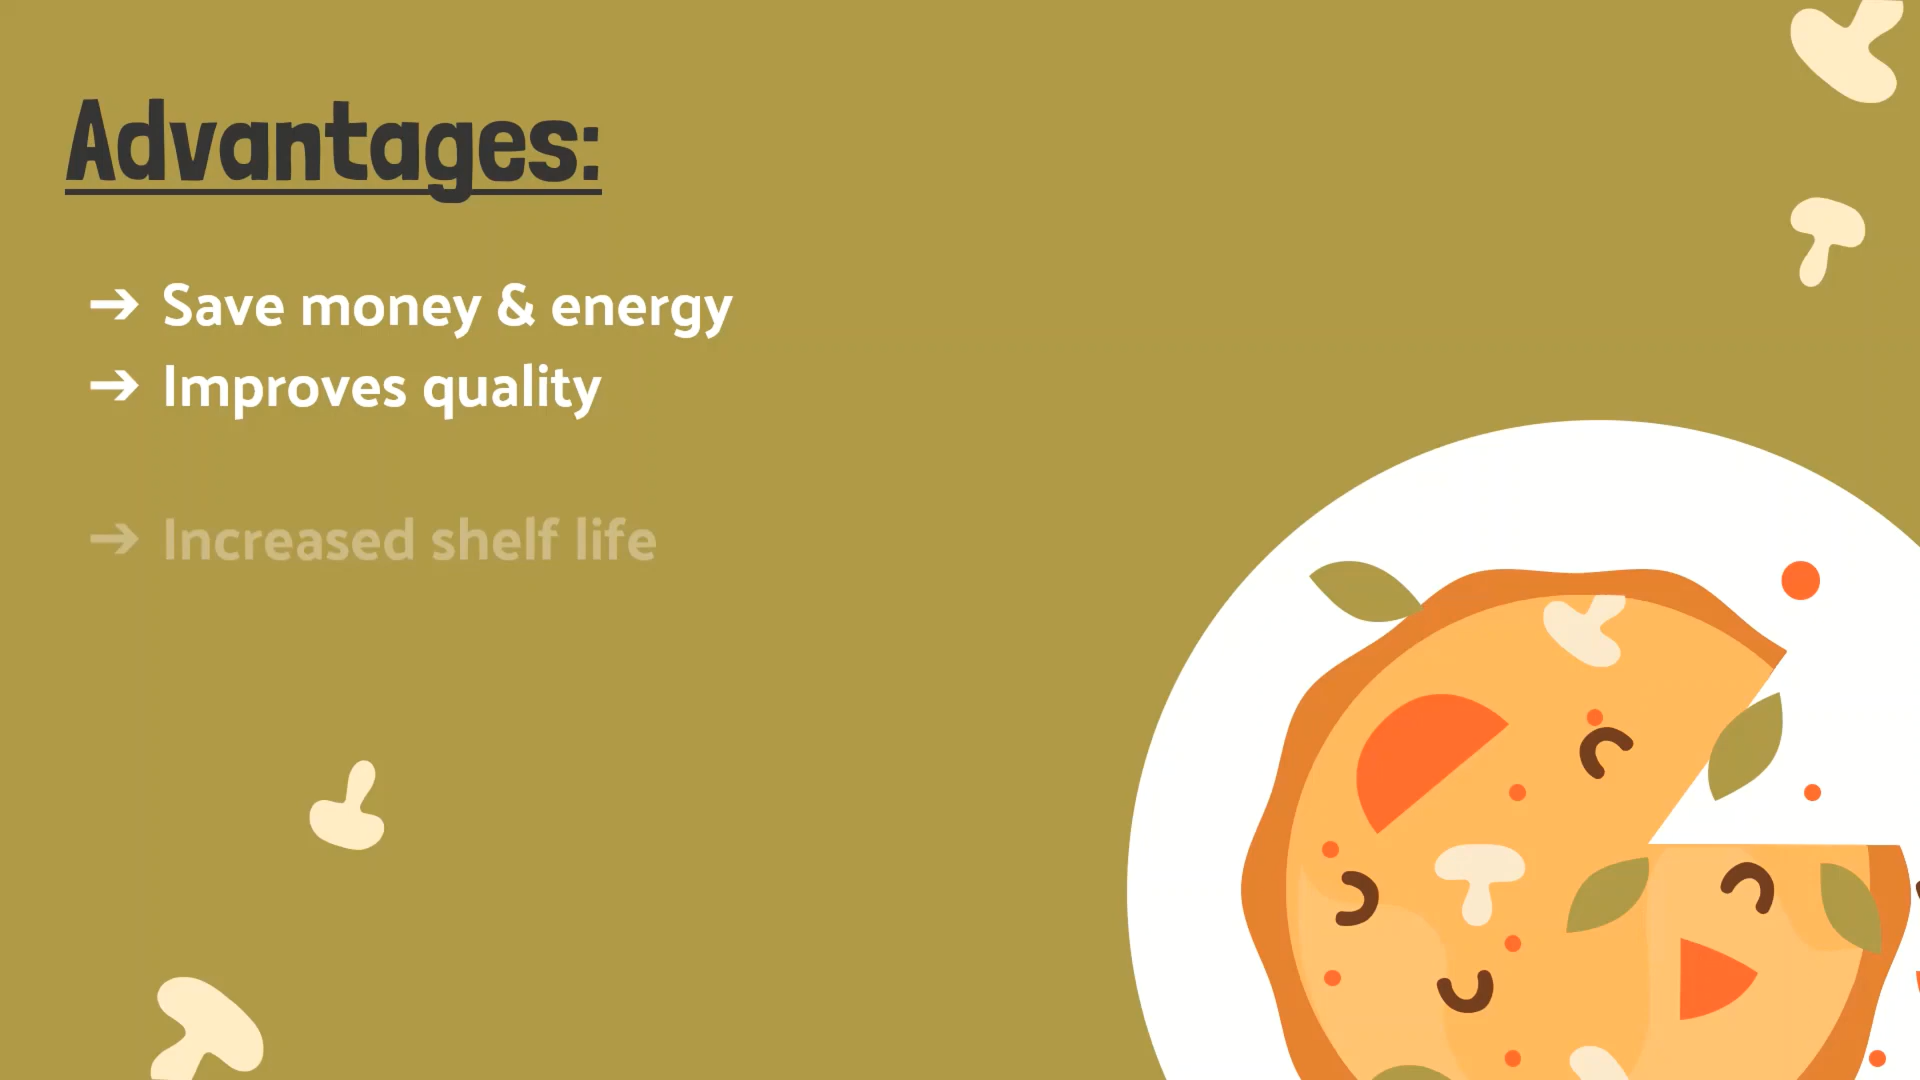 Advantages:
➔ Save money & energy
➔ Improves quality
➔ Increased shelf life